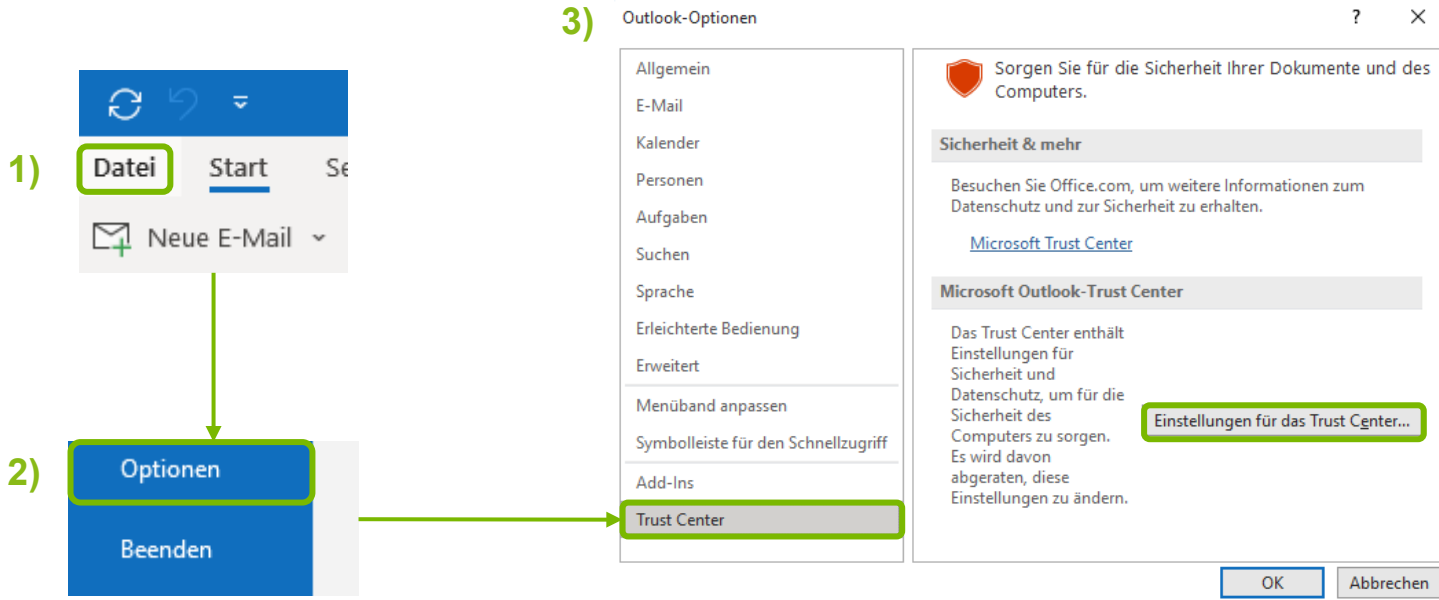 1)
Datei Start
Neue E-Mail
2)
Optionen
Beenden
3)
Outlook-Optionen
Allgemein
E-Mail
Kalender
Personen
Aufgaben
Suchen
Sprache
Erleichterte Bedienung
Erweitert
Menüband anpassen
Symbolleiste für den Schnellzugriff
Add-Ins
Trust Center
Sorgen Sie für die Sicherheit Ihrer Dokumente und des
Computers.
Sicherheit & mehr
Besuchen Sie Office.com, um weitere Informationen zum
Datenschutz und zur Sicherheit zu erhalten.
Microsoft Trust Center
Microsoft Outlook-Trust Center
Das Trust Center enthält
Einstellungen für
Sicherheit und
Datenschutz, um für die
Sicherheit des
Computers zu sorgen.
Es wird davon
abgeraten, diese
Einstellungen zu ändern.
Einstellungen für das Trust Center...
OK
Abbrechen